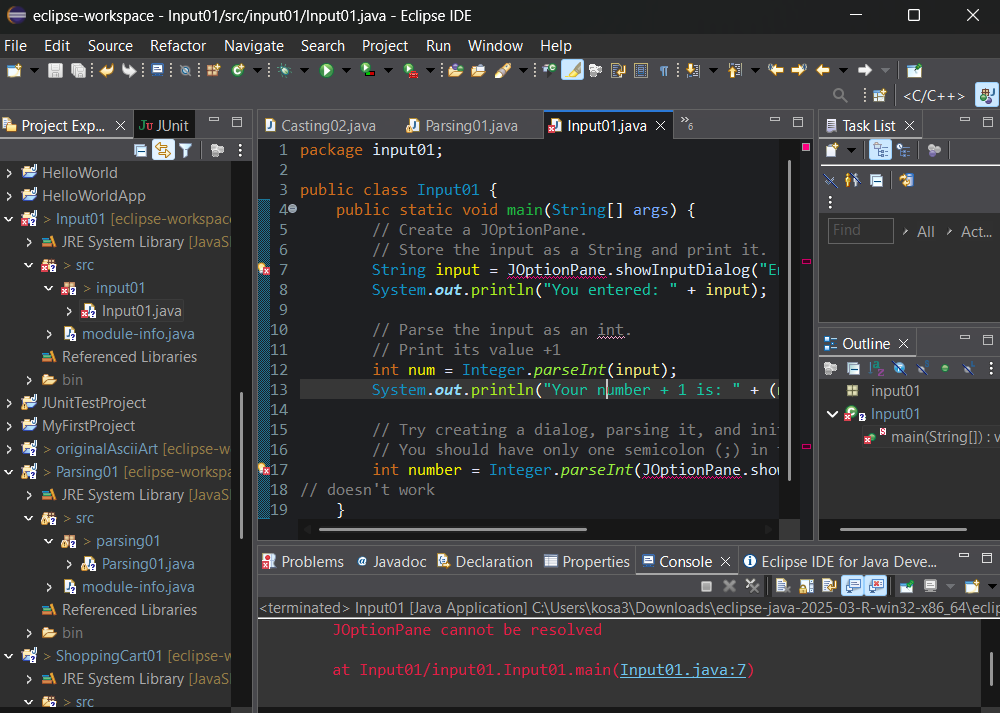 eclipse-workspace - Input01/src/input01/Input01.java - Eclipse IDE
File Edit Source Refactor Navigate Search Project Run Window Help
<C/C++>
Project Exp...
JUnit
HelloWorld
HelloWorldApp
> Input01 [eclipse-workspace
JRE System Library [JavaS
> src
> input01
Input01.java
module-info.java
Referenced Libraries
bin
JUnitTestProject
MyFirstProject
> originalAsciiArt [eclipse-w
> Parsing01 [eclipse-workspa
JRE System Library [JavaS
> src
> parsing01
Parsing01.java
module-info.java
Referenced Libraries
bin
> ShoppingCart01 [eclipse-w
JRE System Library [JavaS
> src
Casting02.java
Parsing01.java
Input01.java
»6
1 package input01;
2
3 public class Input01 {
4 public static void main(String[] args) {
5 // Create a JOptionPane.
6 // Store the input as a String and print it.
7 String input = JOptionPane.showInputDialog("En
8 System.out.println("You entered: " + input);
9
10 // Parse the input as an int.
11 // Print its value +1
12 int num = Integer.parseInt(input);
13 System.out.println("Your number + 1 is: " + (n
14
15 // Try creating a dialog, parsing it, and ini
16 // You should have only one semicolon (;) in
17 int number = Integer.parseInt(JOptionPane.show
18 // doesn't work
19 }
Task List
Find
All
Act...
Outline
input01
Input01
main(String[]) : v
Problems
Javadoc
Declaration
Properties
Console
Eclipse IDE for Java Deve...
<terminated> Input01 [Java Application] C:\Users\kosa3\Downloads\eclipse-java-2025-03-R-win32-x86_64\eclip
JOptionPane cannot be resolved
at Input01/input01.Input01.main(Input01.java:7)